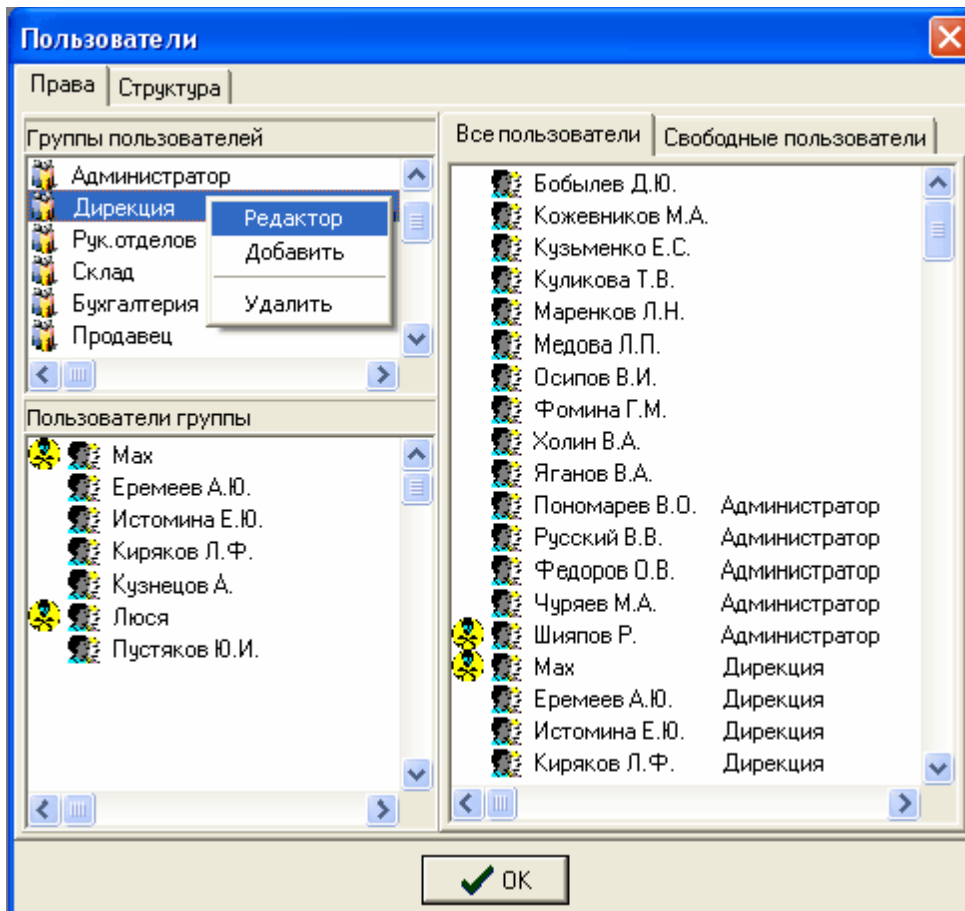 Пользователи
Права Структура
Группы пользователей
Администратор
Дирекция
Рук.отделов
Склад
Бухгалтерия
Продавец
Редактор
Добавить
Удалить
Пользователи группы
Max
Еремеев А.Ю.
Истомина Е.Ю.
Киряков Л.Ф.
Кузнецов А.
Люся
Пустяков Ю.И.
Все пользователи Свободные пользователи
Бобылев Д.Ю.
Кожевников М.А.
Кузьменко Е.С.
Куликова Т.В.
Маренков Л.Н.
Медова Л.П.
Осипов В.И.
Фомина Г.М.
Холин В.А.
Яганов В.А.
Пономарев В.О. Администратор
Русский В.В. Администратор
Федоров О.В. Администратор
Чуряев М.А. Администратор
Шияпов Р. Администратор
Max Дирекция
Еремеев А.Ю. Дирекция
Истомина Е.Ю. Дирекция
Киряков Л.Ф. Дирекция
OK